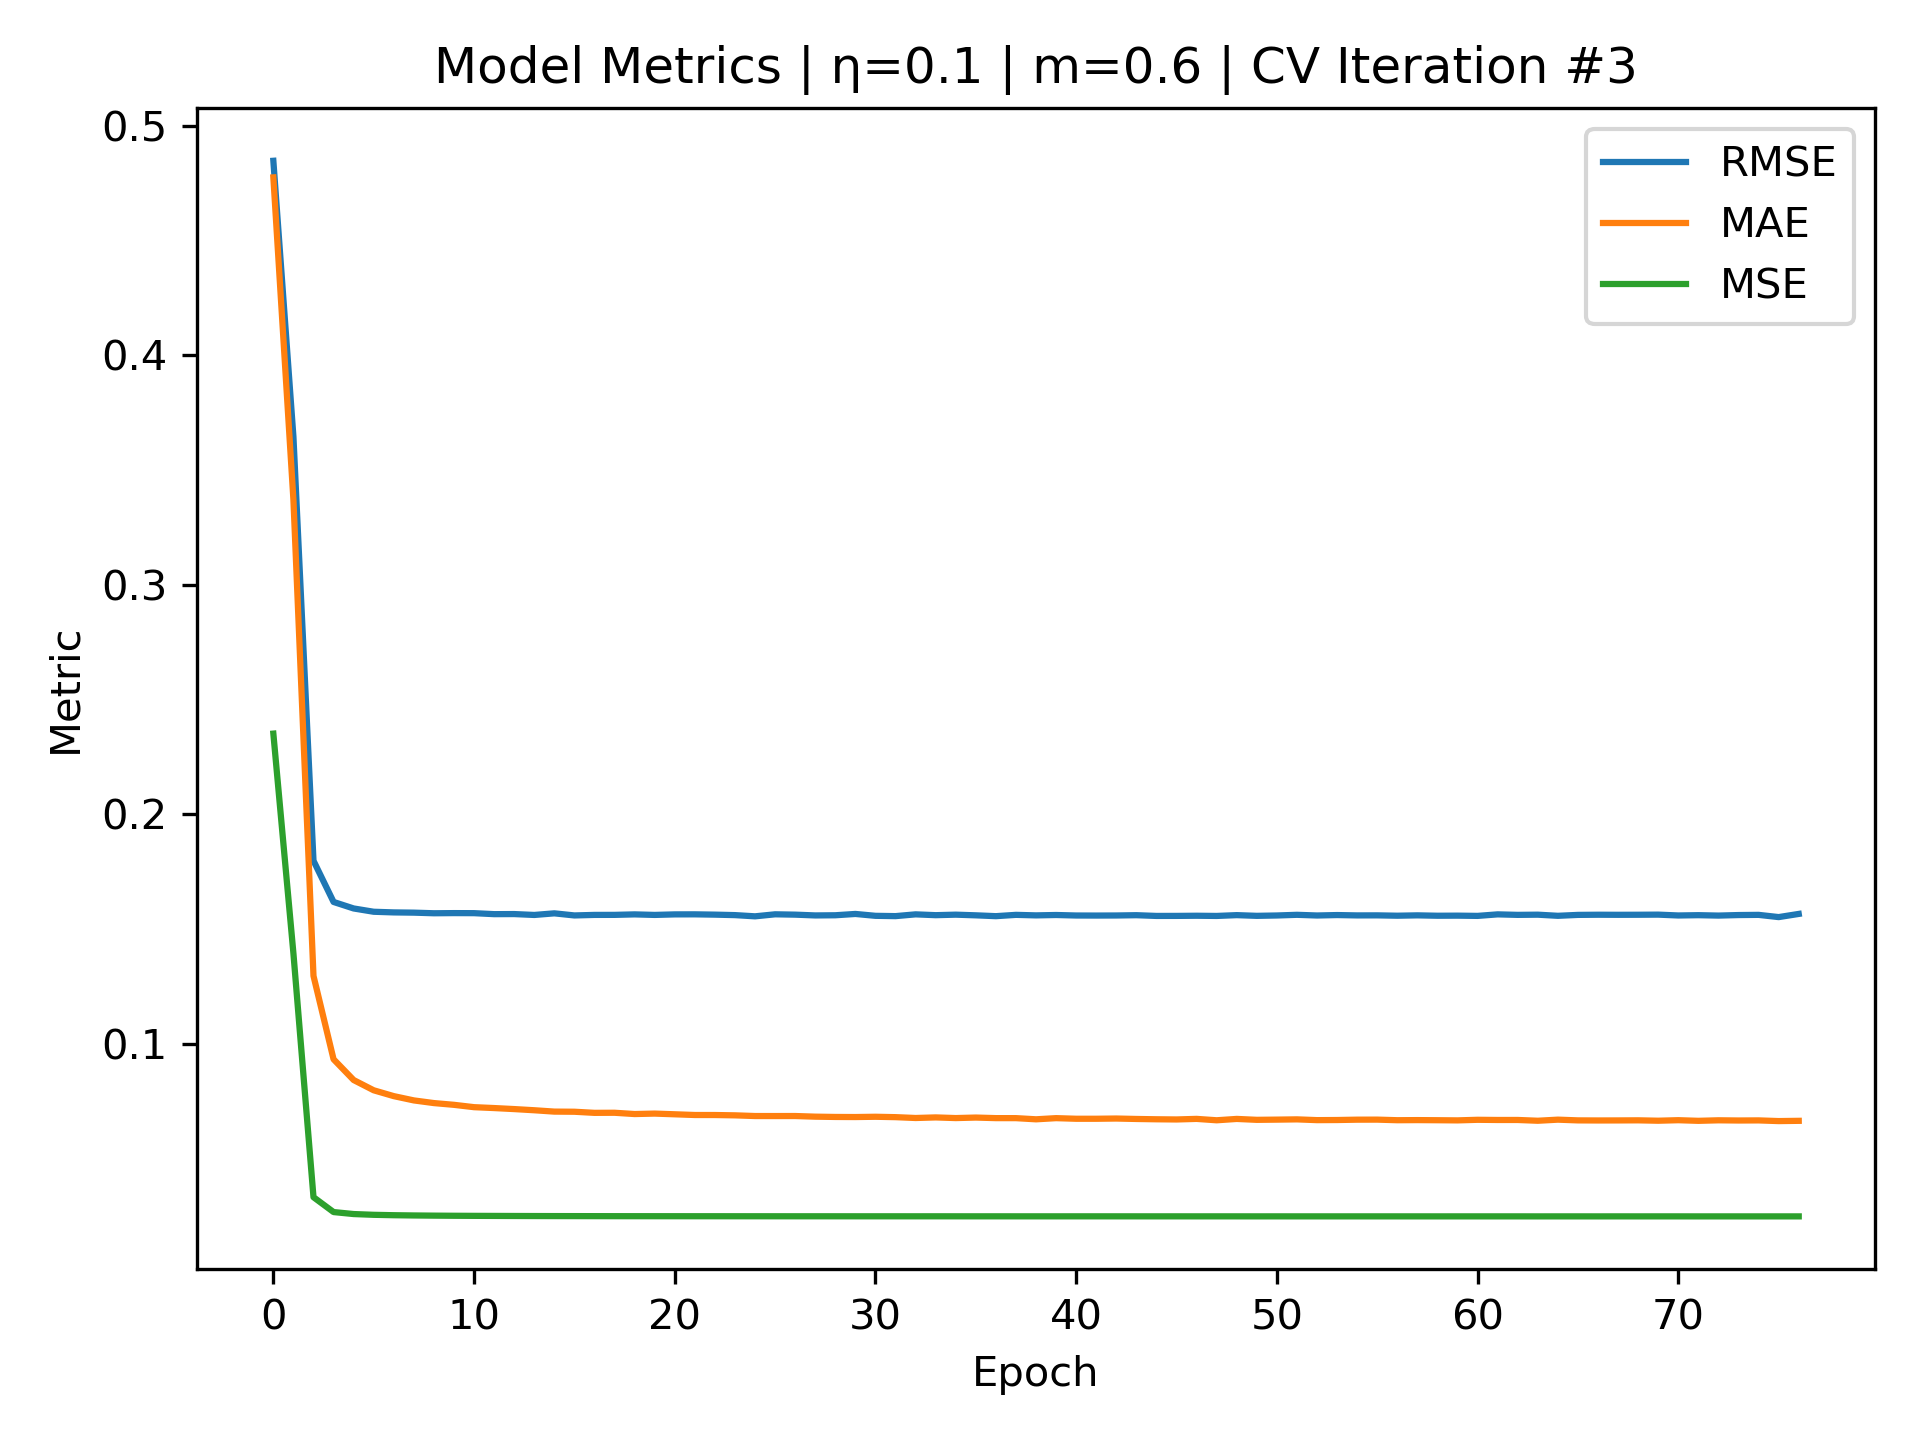 Model Metrics | η=0.1 | m=0.6 | CV Iteration #3
RMSE
MAE
MSE
0.5
0.4
0.3
0.2
0.1
Metric
0 10 20 30 40 50 60 70
Epoch